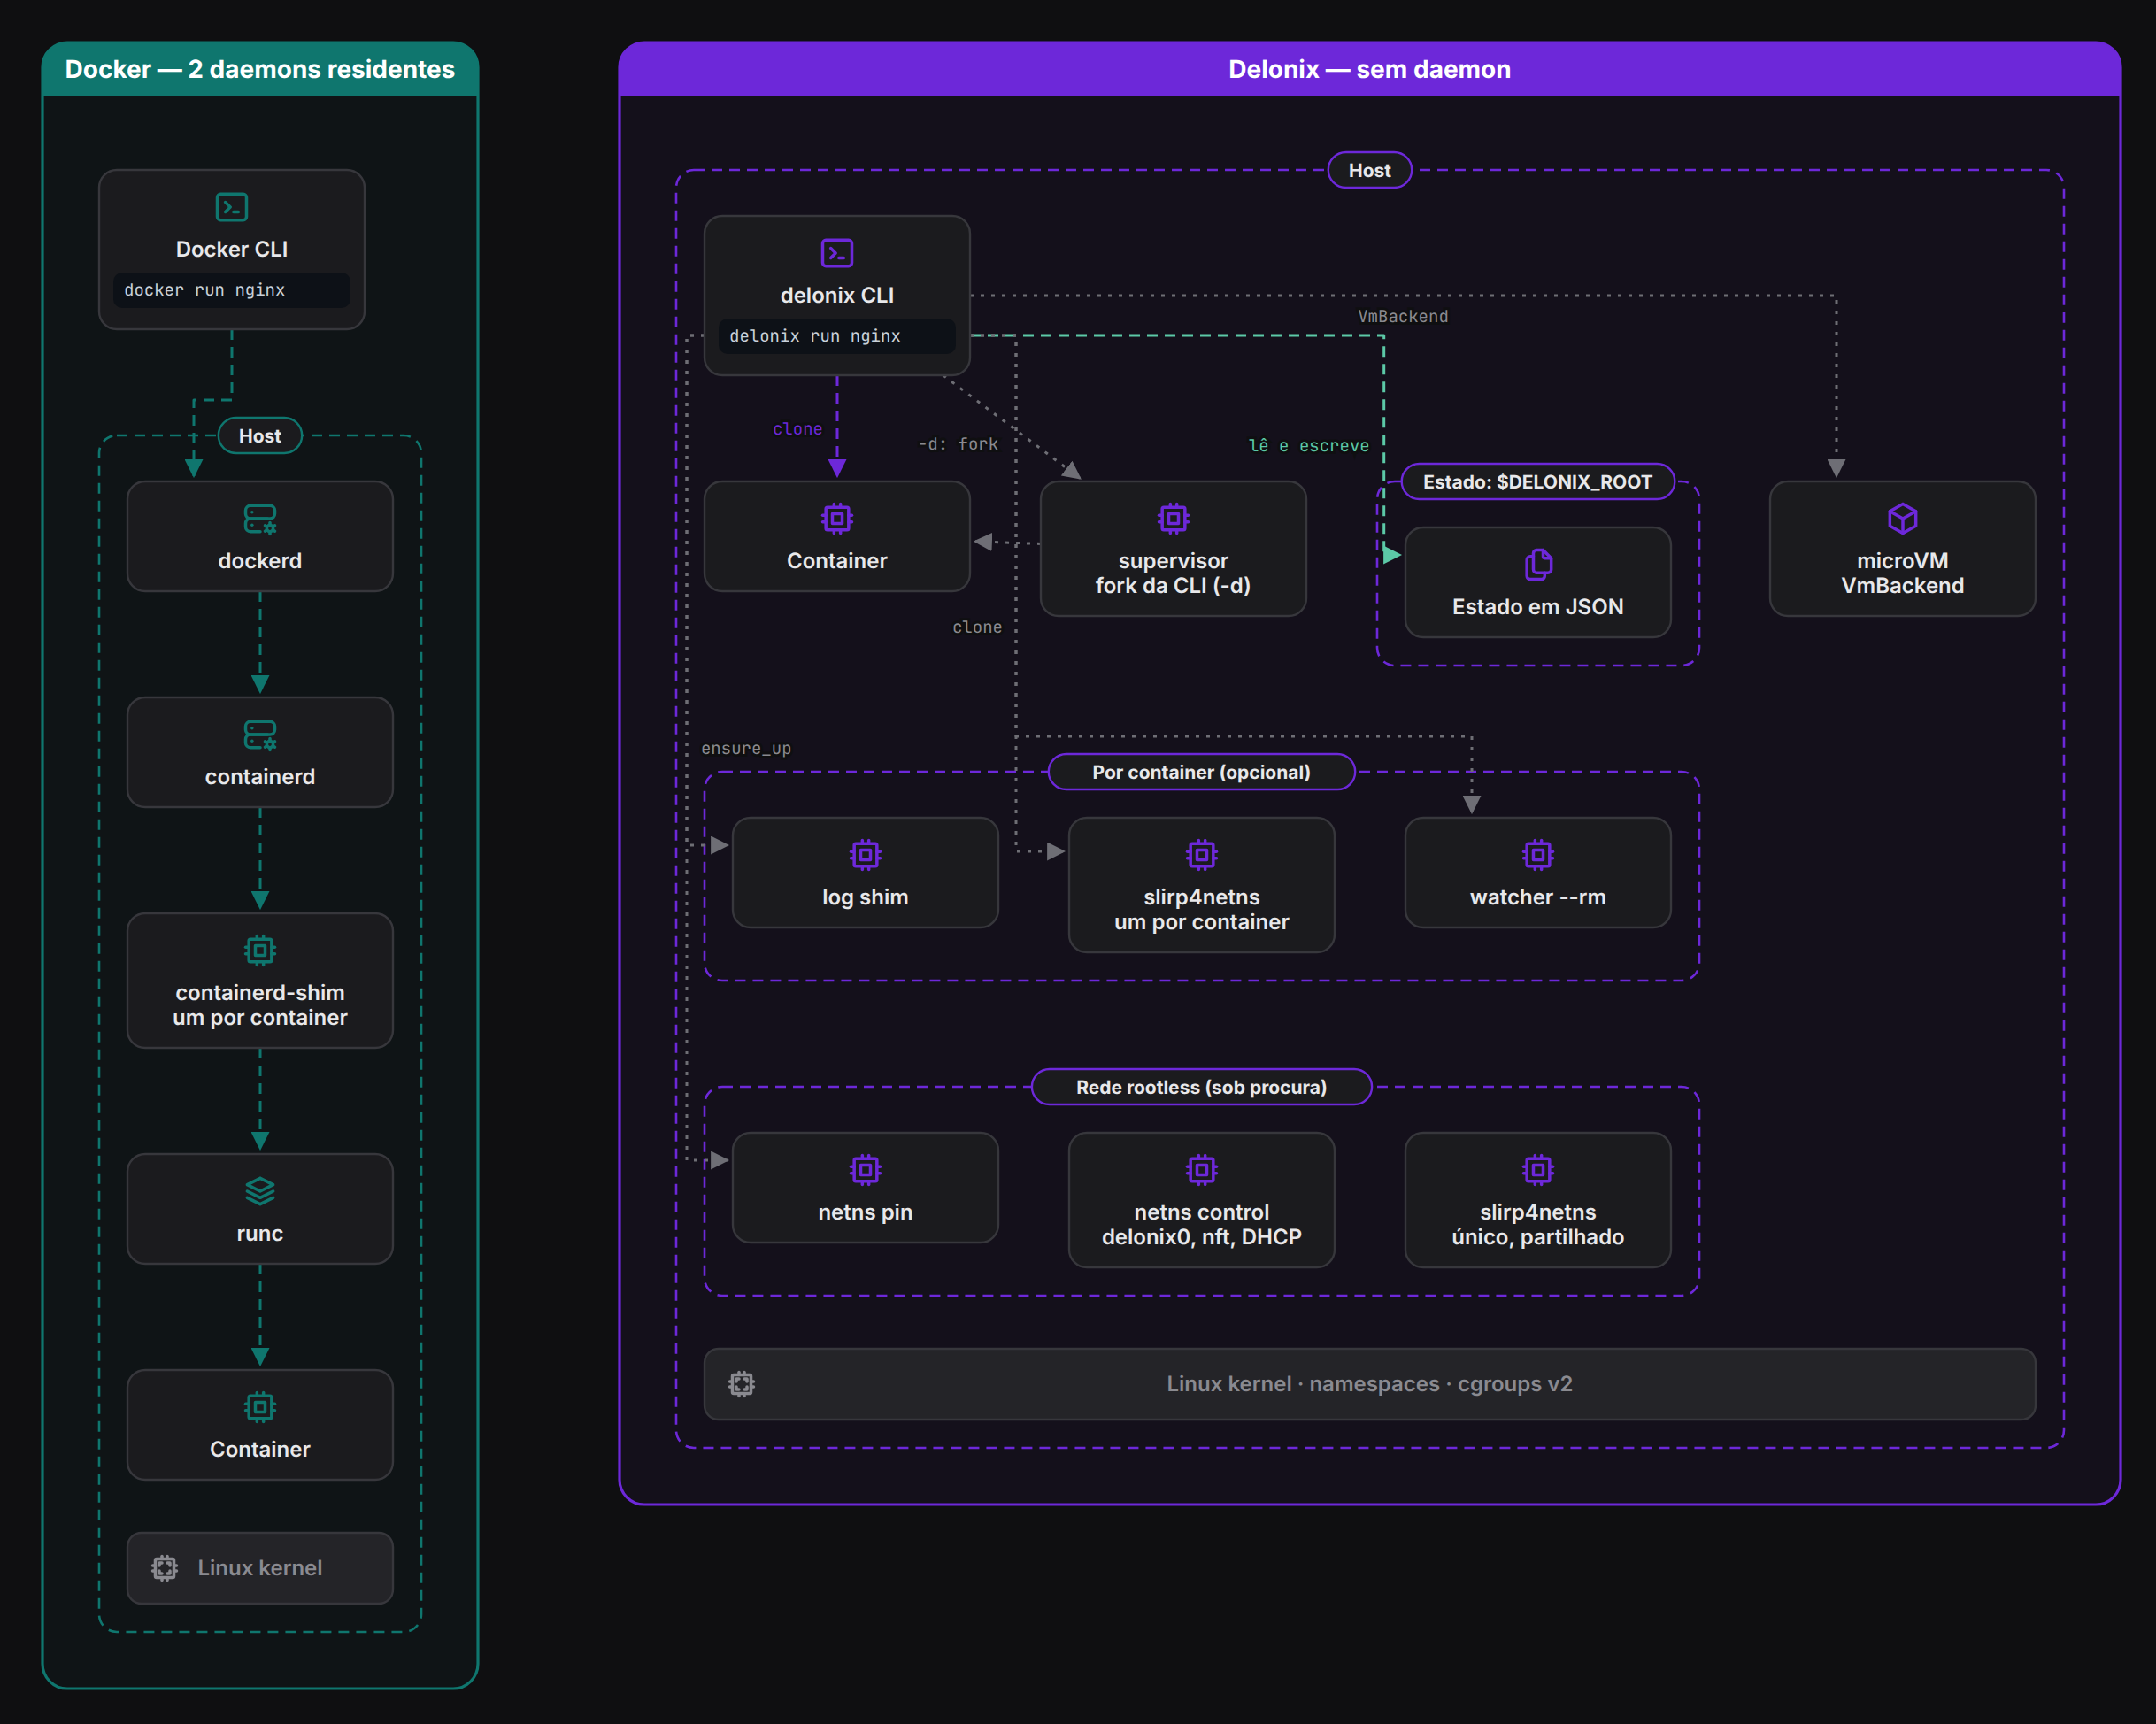 Docker — 2 daemons residentes
Docker CLI
docker run nginx
Host
dockerd
containerd
containerd-shim
um por container
runc
Container
Linux kernel
Delonix — sem daemon
Host
delonix CLI
delonix run nginx
VmBackend
clone
-d: fork
lê e escreve
Container
supervisor
fork da CLI (-d)
Estado: $DELONIX_ROOT
Estado em JSON
microVM
VmBackend
clone
ensure_up
Por container (opcional)
log shim
slirp4netns
um por container
watcher --rm
Rede rootless (sob procura)
netns pin
netns control
delonix0, nft, DHCP
slirp4netns
único, partilhado
Linux kernel · namespaces · cgroups v2